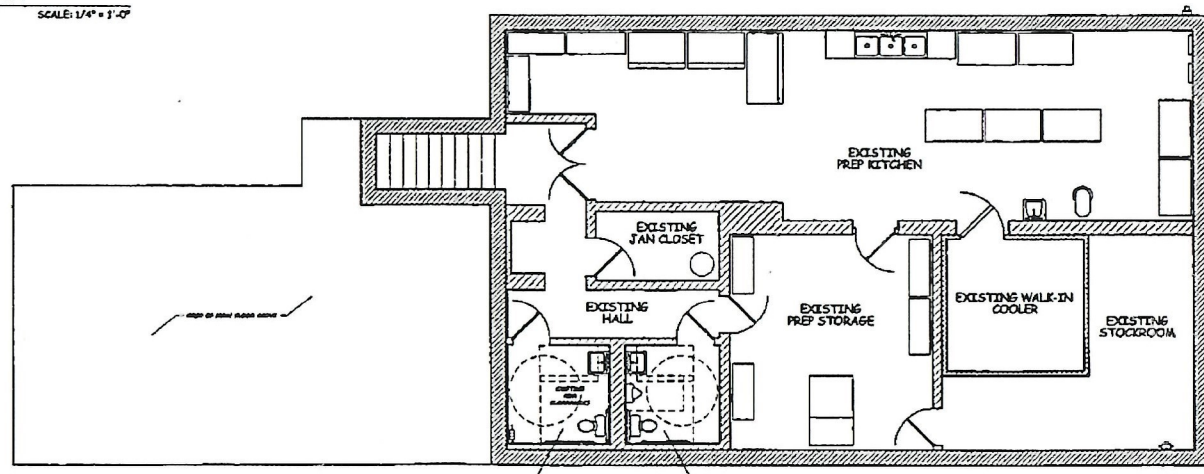 SCALE: 1/4" = 1'-0"
EXISTING
PREP KITCHEN
EXISTING
JAN CLOSET
EXISTING
HALL
EXISTING
PREP STORAGE
EXISTING WALK-IN
COOLER
EXISTING
STOCKROOM